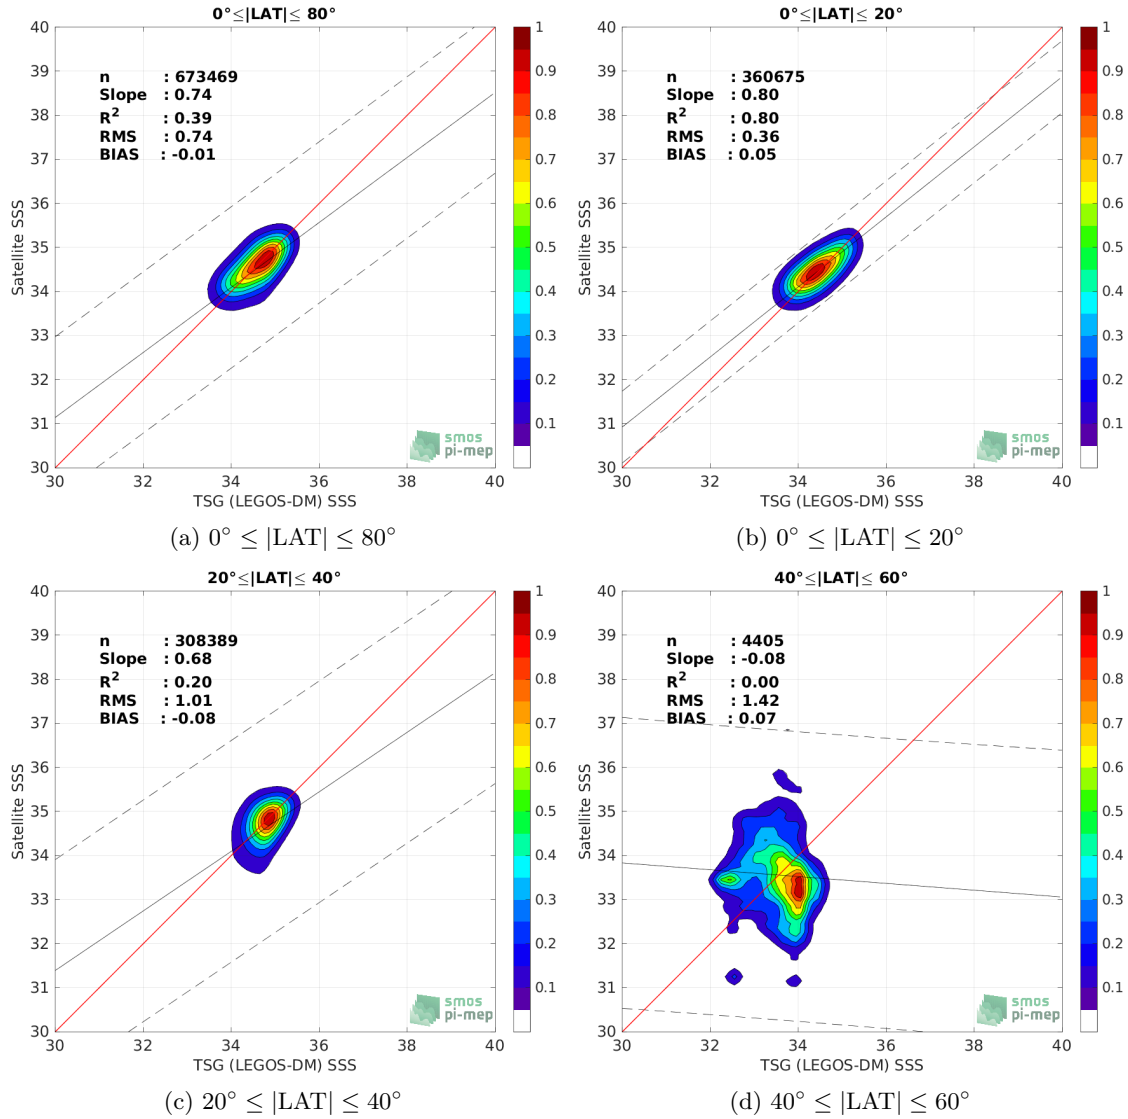 0°≤|LAT|≤ 80°
n : 673469
Slope : 0.74
R² : 0.39
RMS : 0.74
BIAS : -0.01
Satellite SSS
40
39
38
37
36
35
34
33
32
31
30
30 32 34 36 38 40
TSG (LEGOS-DM) SSS
1
0.9
0.8
0.7
0.6
0.5
0.4
0.3
0.2
0.1
smos
pi-mep
(a) 0° ≤ |LAT| ≤ 80°
0°≤|LAT|≤ 20°
n : 360675
Slope : 0.80
R² : 0.80
RMS : 0.36
BIAS : 0.05
Satellite SSS
40
39
38
37
36
35
34
33
32
31
30
30 32 34 36 38 40
TSG (LEGOS-DM) SSS
1
0.9
0.8
0.7
0.6
0.5
0.4
0.3
0.2
0.1
smos
pi-mep
(b) 0° ≤ |LAT| ≤ 20°
20°≤|LAT|≤ 40°
n : 308389
Slope : 0.68
R² : 0.20
RMS : 1.01
BIAS : -0.08
Satellite SSS
40
39
38
37
36
35
34
33
32
31
30
30 32 34 36 38 40
TSG (LEGOS-DM) SSS
1
0.9
0.8
0.7
0.6
0.5
0.4
0.3
0.2
0.1
smos
pi-mep
(c) 20° ≤ |LAT| ≤ 40°
40°≤|LAT|≤ 60°
n : 4405
Slope : -0.08
R² : 0.00
RMS : 1.42
BIAS : 0.07
Satellite SSS
40
39
38
37
36
35
34
33
32
31
30
30 32 34 36 38 40
TSG (LEGOS-DM) SSS
1
0.9
0.8
0.7
0.6
0.5
0.4
0.3
0.2
0.1
smos
pi-mep
(d) 40° ≤ |LAT| ≤ 60°